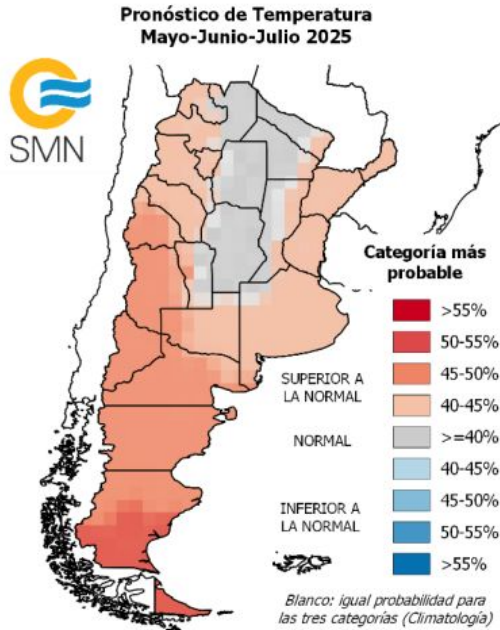 Pronóstico de Temperatura
Mayo-Junio-Julio 2025
SMN
Categoría más
probable
>55%
50-55%
45-50%
SUPERIOR A
LA NORMAL
40-45%
NORMAL
>=40%
40-45%
45-50%
INFERIOR A
LA NORMAL
50-55%
>55%
Blanco: igual probabilidad para
las tres categorías (Climatología)